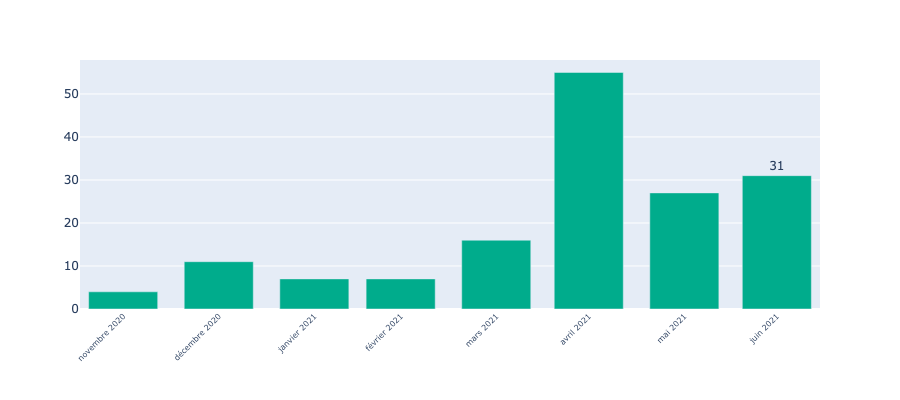 50
40
30
20
10
0
31
novembre 2020
décembre 2020
janvier 2021
février 2021
mars 2021
avril 2021
mai 2021
juin 2021